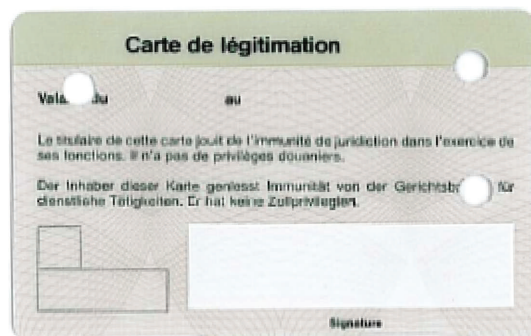 Carte de légitimation
du au
Le titulaire de cette carte jouit de l'immunité de juridiction dans l'exercice de
ses fonctions. Il n'a pas de privilèges douaniers.
Der Inhaber dieser Karte geniesst Immunität von der für
dienstliche Tätigkeiten. Er hat keine Zollprivilegien.
Signature